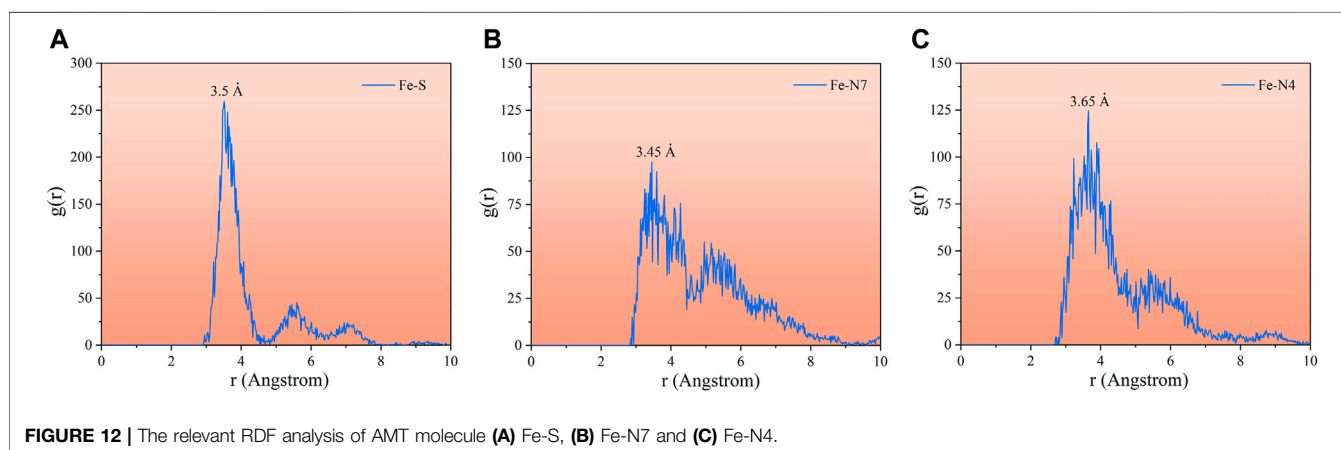 A
300
250
200
150
100
50
0
g(r)
3.5 Å
Fe-S
0 2 4 6 8 10
r (Angstrom)
B
150
125
100
75
50
25
0
g(r)
3.45 Å
Fe-N7
0 2 4 6 8 10
r (Angstrom)
C
150
125
100
75
50
25
0
g(r)
3.65 Å
Fe-N4
0 2 4 6 8 10
r (Angstrom)
FIGURE 12 | The relevant RDF analysis of AMT molecule (A) Fe-S, (B) Fe-N7 and (C) Fe-N4.